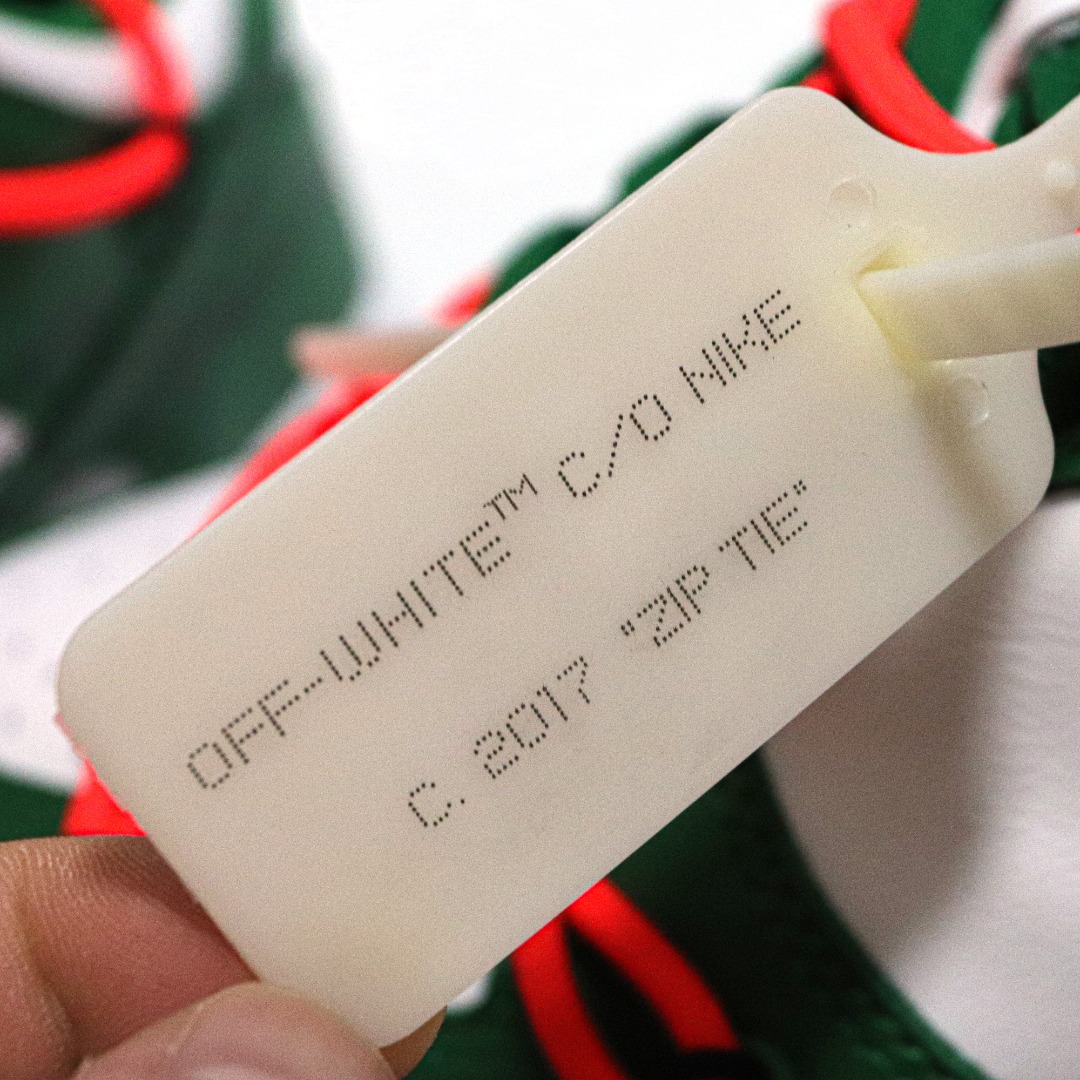 OFF-WHITE™ C/O NIKE
C. 2017 "ZIP TIE"